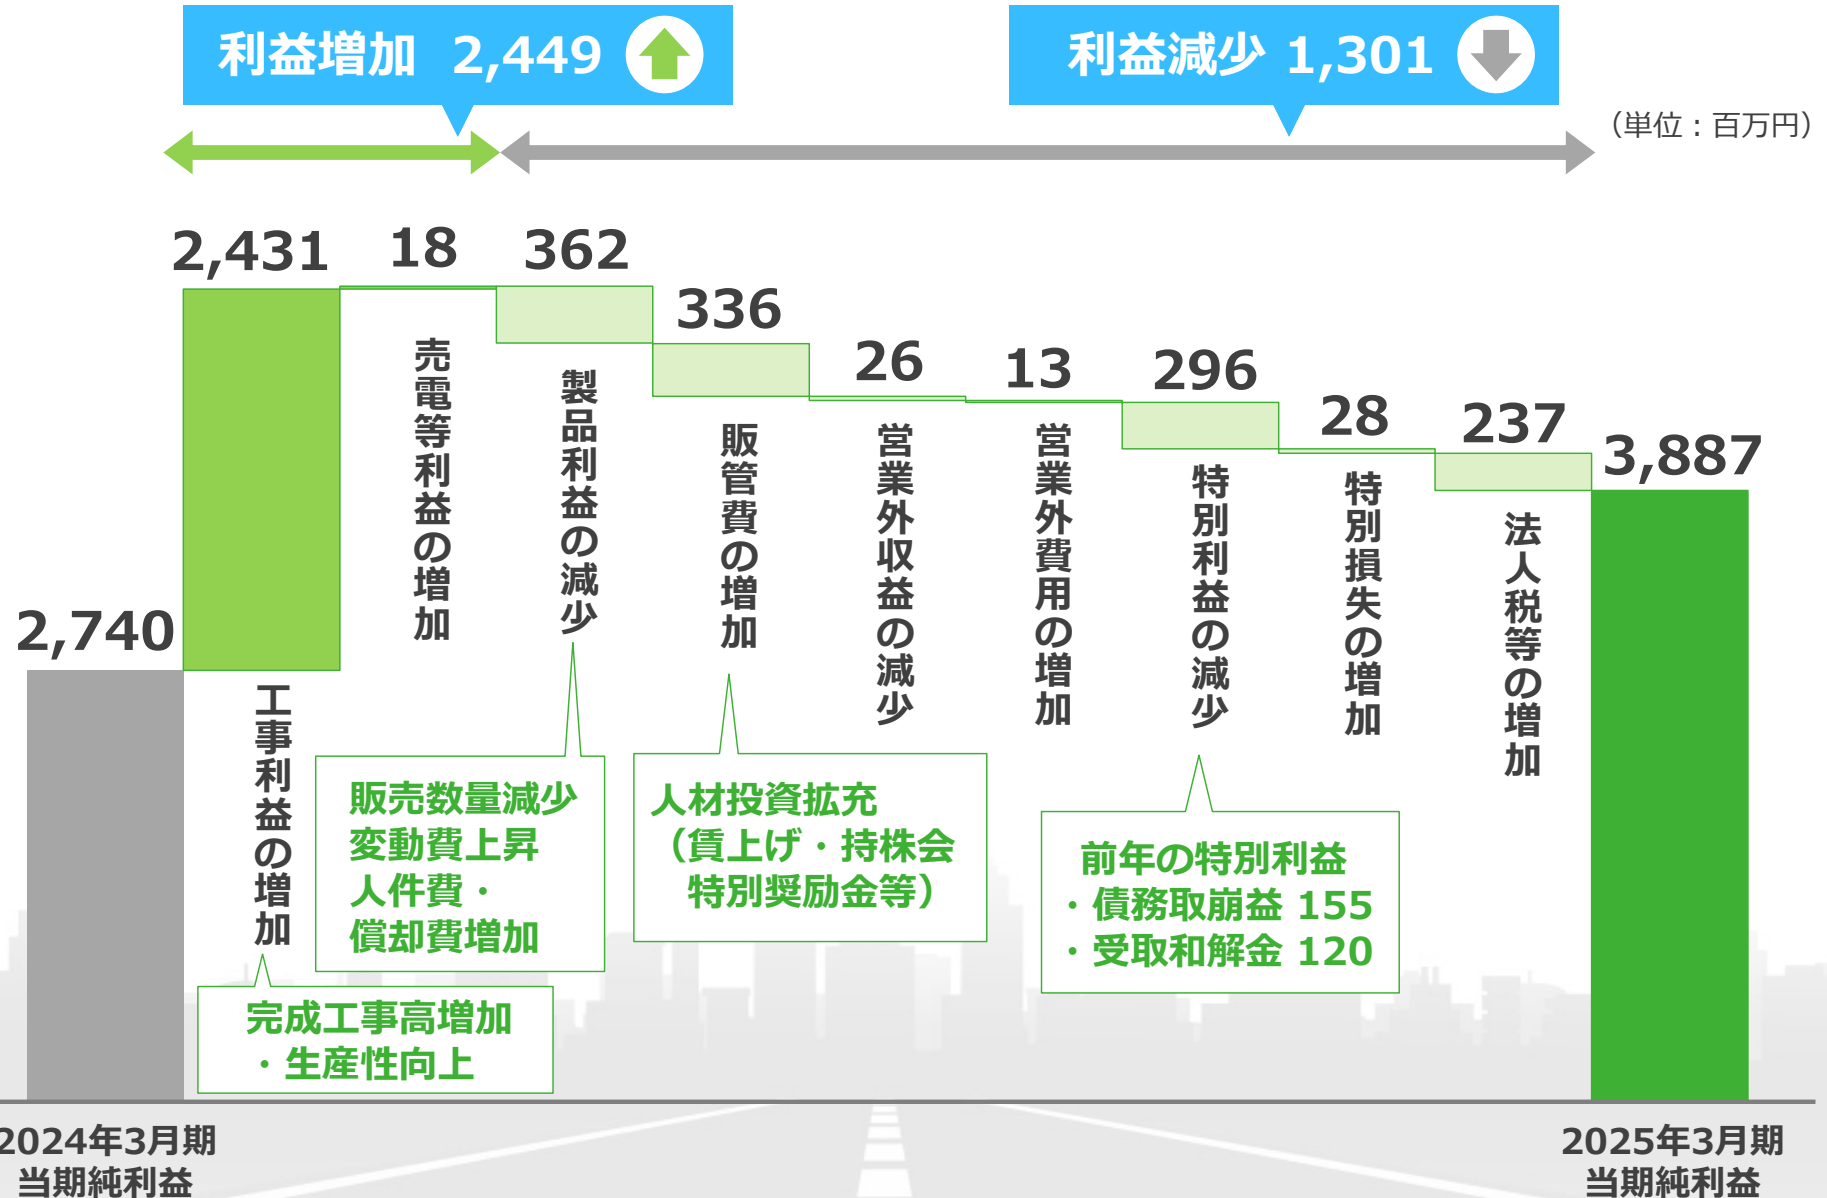 利益増加 2,449
利益減少 1,301
（単位：百万円）
2,431
18
362
336
26
13
296
28
237
3,887
2,740
工事利益の増加
売電等利益の増加
製品利益の減少
販管費の増加
営業外収益の減少
営業外費用の増加
特別利益の減少
特別損失の増加
法人税等の増加
販売数量減少
変動費上昇
人件費・
償却費増加
人材投資拡充
（賃上げ・持株会
特別奨励金等）
前年の特別利益
・債務取崩益 155
・受取和解金 120
完成工事高増加
・生産性向上
2024年3月期
当期純利益
2025年3月期
当期純利益